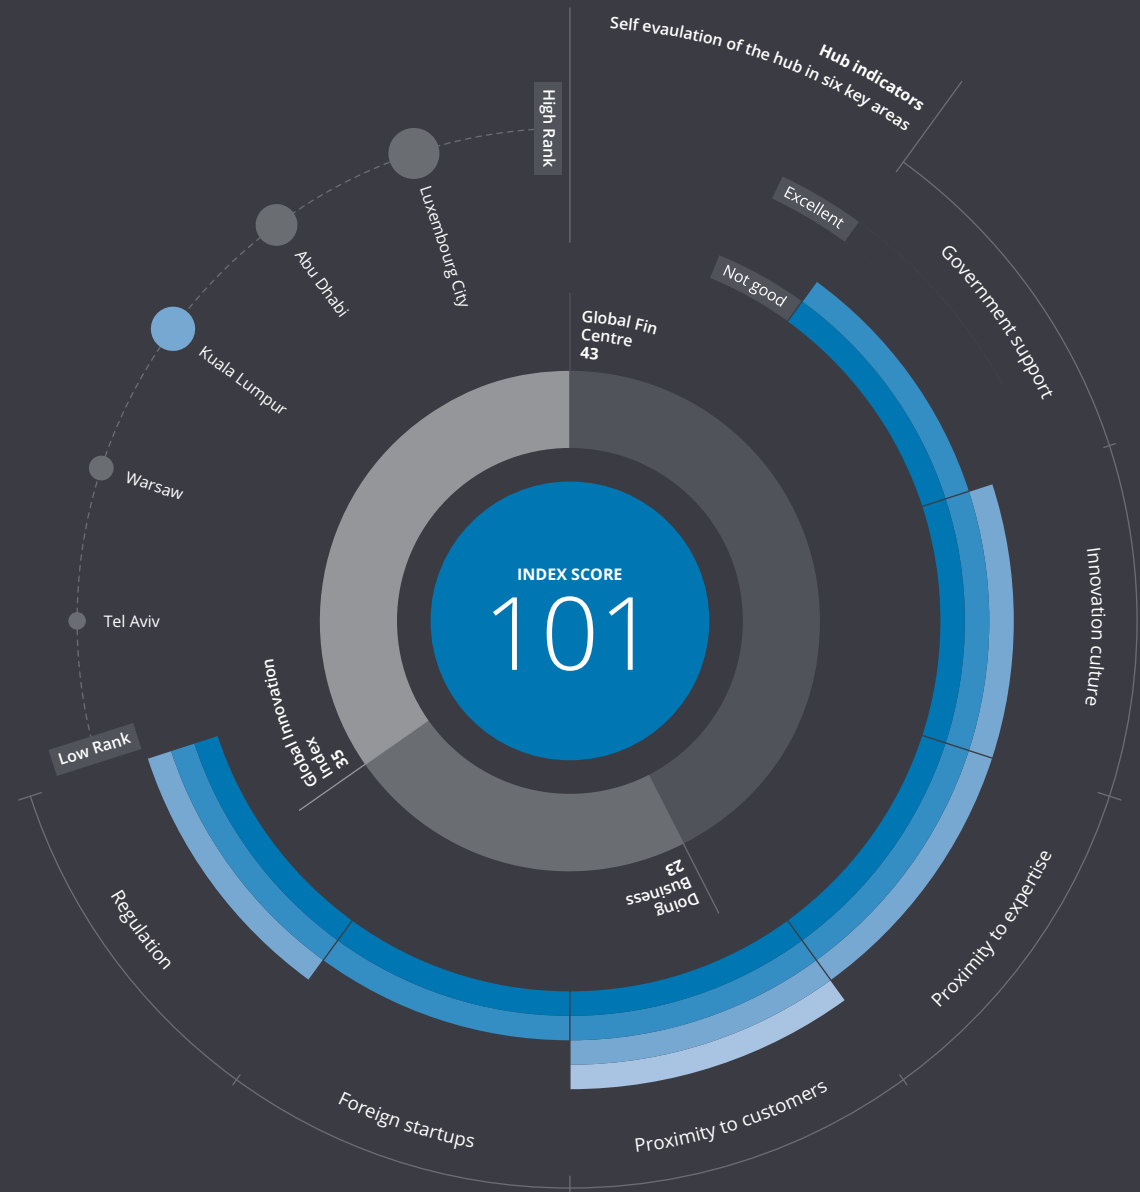 Hub indicators
Self evaulation of the hub in six key areas
High Rank
Luxembourg City
Abu Dhabi
Kuala Lumpur
Warsaw
Tel Aviv
Low Rank
Excellent
Not good
Global Fin
Centre
43
INDEX SCORE
101
Global Innovation
Index
35
Doing
Business
23
Government support
Innovation culture
Proximity to expertise
Proximity to customers
Foreign startups
Regulation